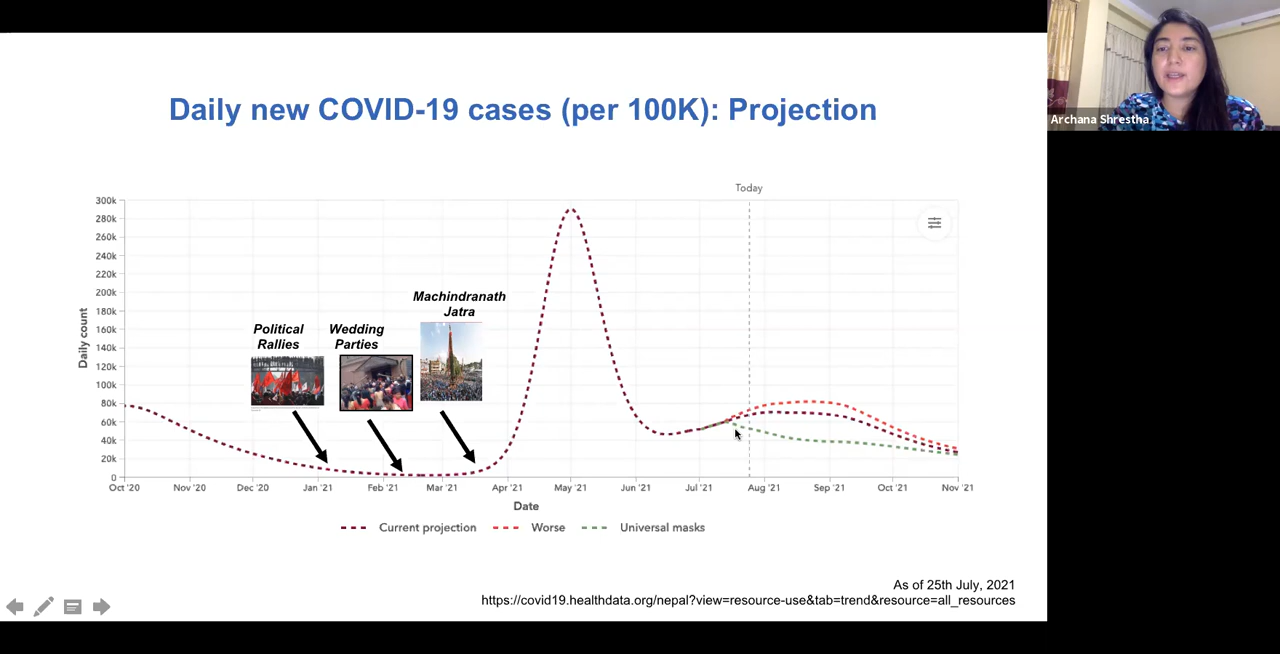 Daily new COVID-19 cases (per 100K): Projection
Archana Shrestha
Today
300k
280k
260k
240k
220k
200k
180k
160k
140k
120k
100k
80k
60k
40k
20k
0
Daily count
Machindranath
Jatra
Political
Rallies
Wedding
Parties
Oct '20
Nov '20
Dec '20
Jan '21
Feb '21
Mar '21
Apr '21
May '21
Jun '21
Jul '21
Aug '21
Sep '21
Oct '21
Nov '21
Date
Current projection
Worse
Universal masks
As of 25th July, 2021
https://covid19.healthdata.org/nepal?view=resource-use&tab=trend&resource=all_resources